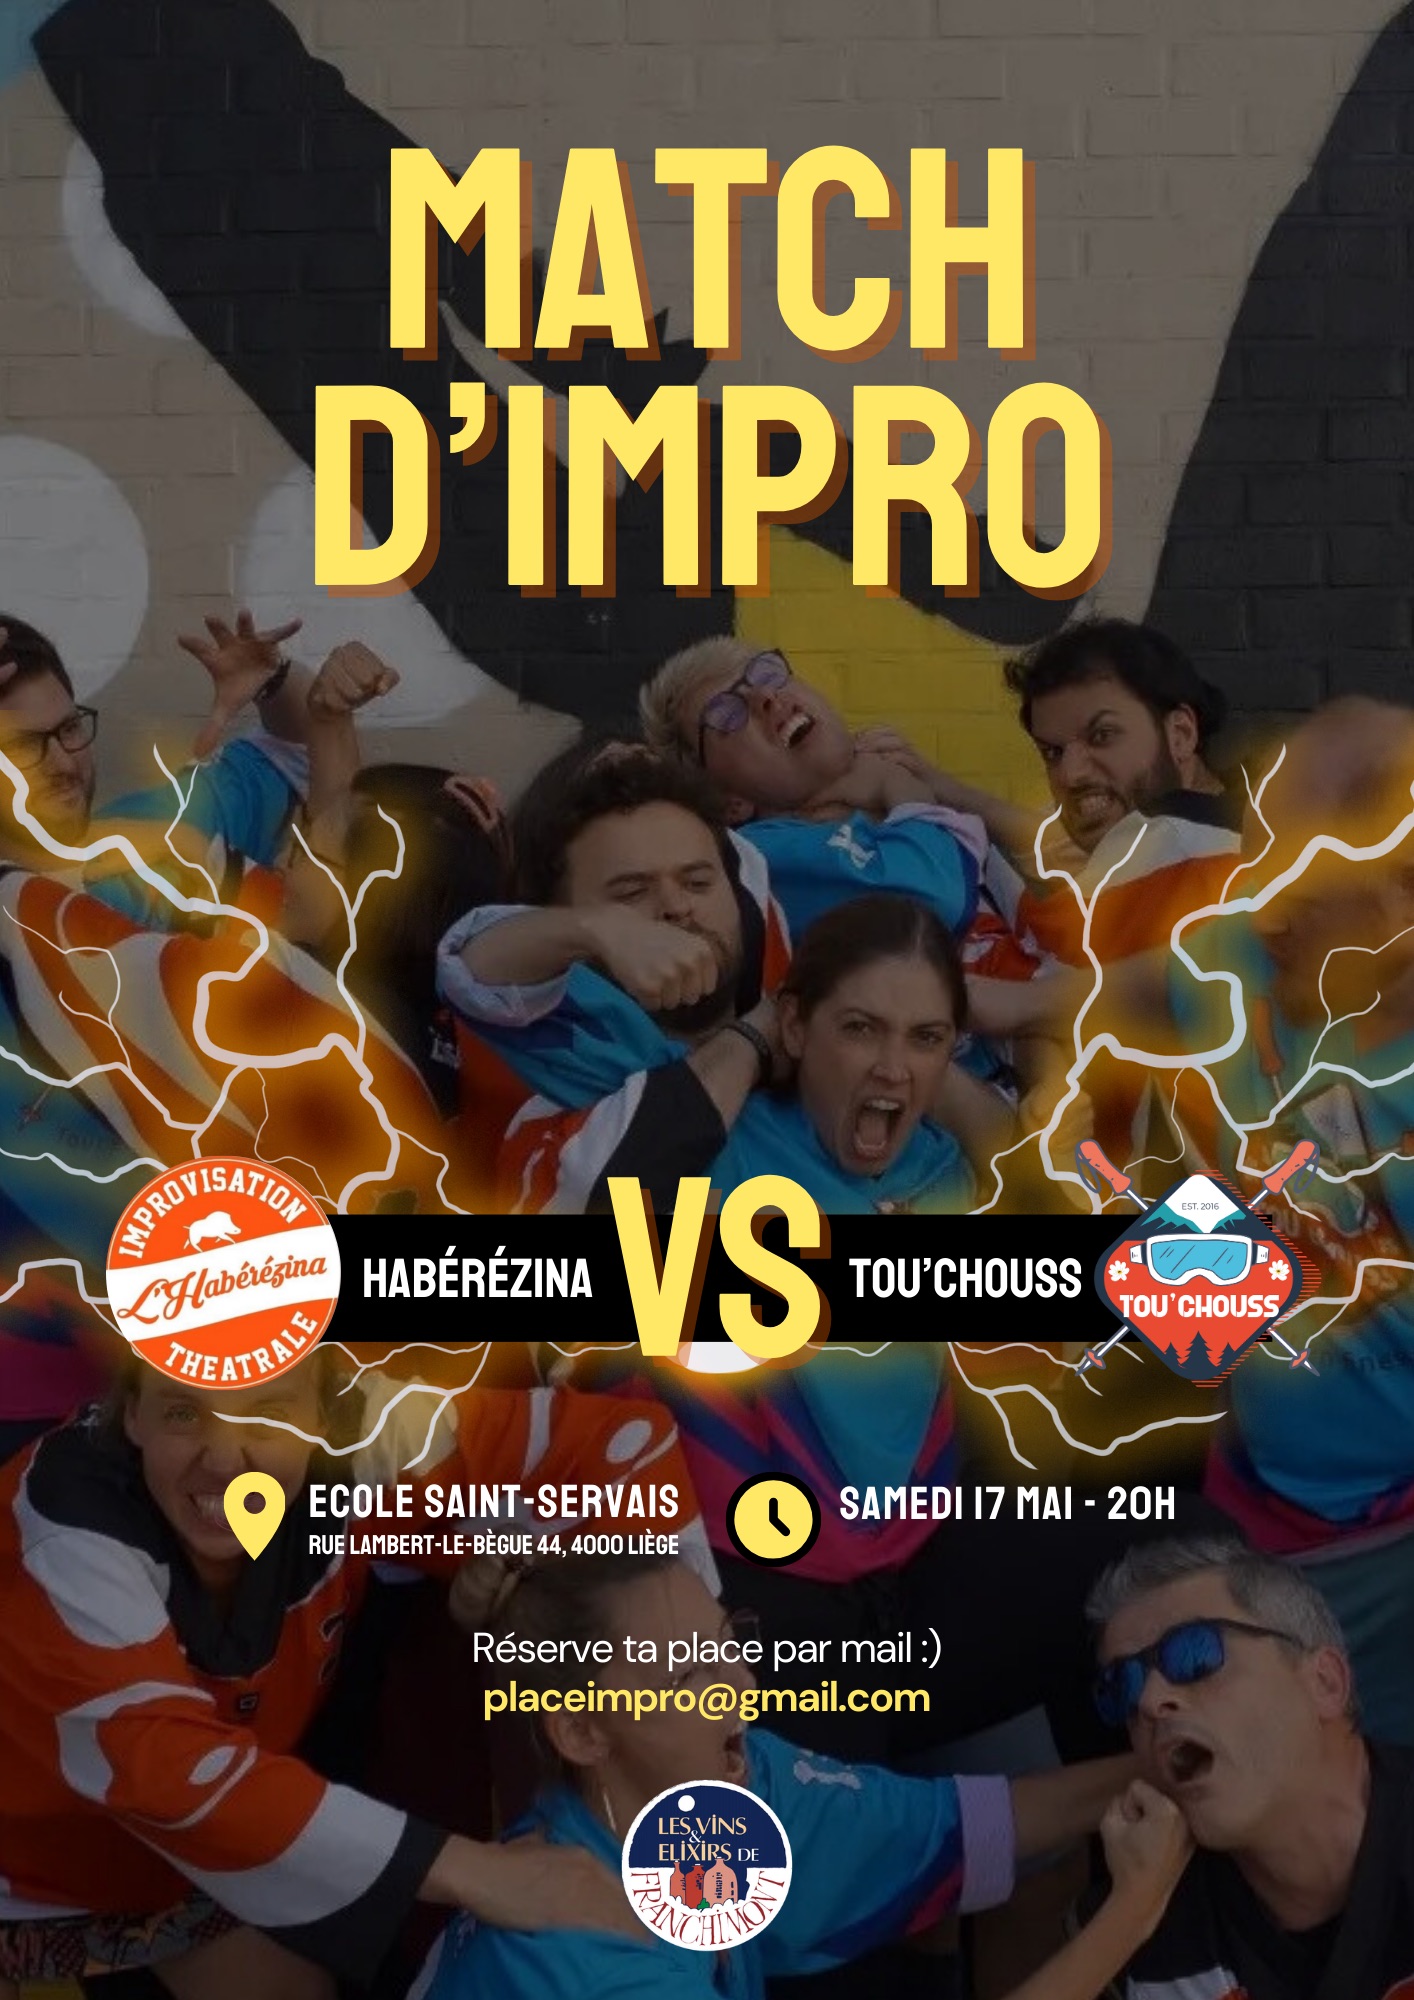 MATCH
D'IMPRO
IMPROVISATION
L'Habérézina
THEATRALE
HABÉRÉZINA
VS
TOU'CHOUSS
EST. 2016
TOU'CHOUSS
ECOLE SAINT-SERVAIS
RUE LAMBERT-LE-BÈGUE 44, 4000 LIÈGE
SAMEDI 17 MAI - 20H
Réserve ta place par mail :)
placeimpro@gmail.com
LES VINS
&
ELIXIRS DE
FRANCHIMONT